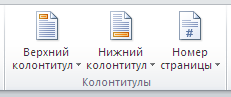 Верхний Нижний Номер
колонтитул колонтитул страницы
Колонтитулы